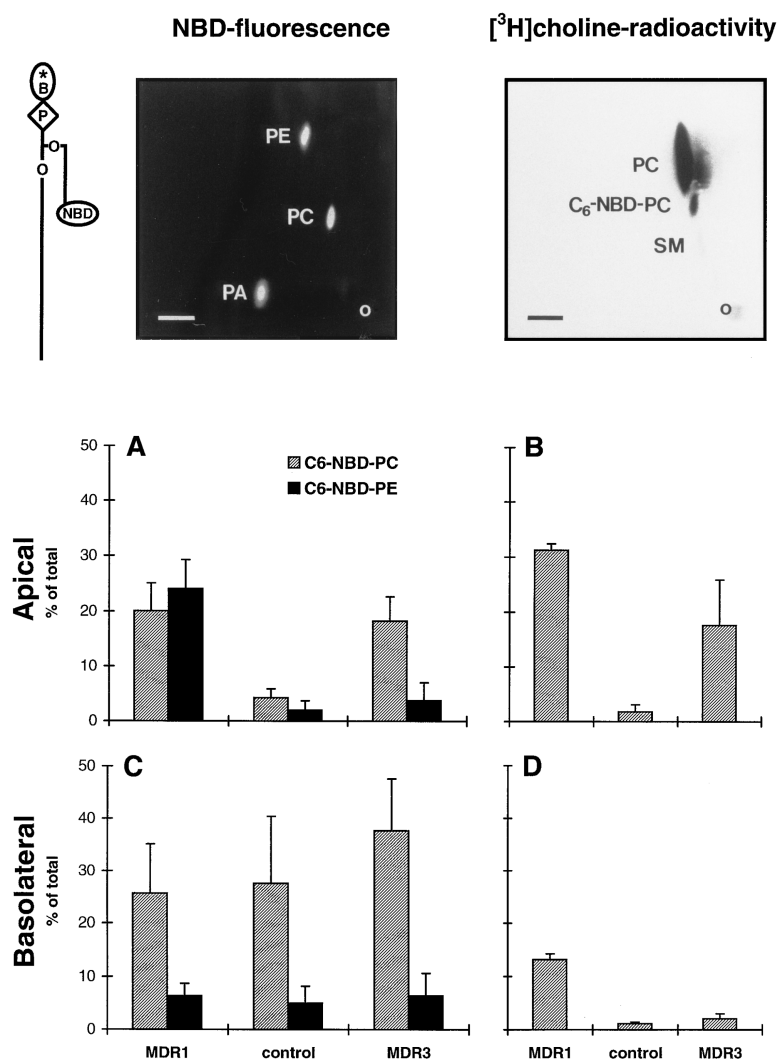 NBD-fluorescence
[³H]choline-radioactivity
*
B
P
O
O
NBD
PE
PC
PA
O
PC
C₆-NBD-PC
SM
O
A
B
C6-NBD-PC
C6-NBD-PE
Apical
% of total
50
40
30
20
10
0
C
D
Basolateral
% of total
50
40
30
20
10
0
MDR1 control MDR3
MDR1 control MDR3